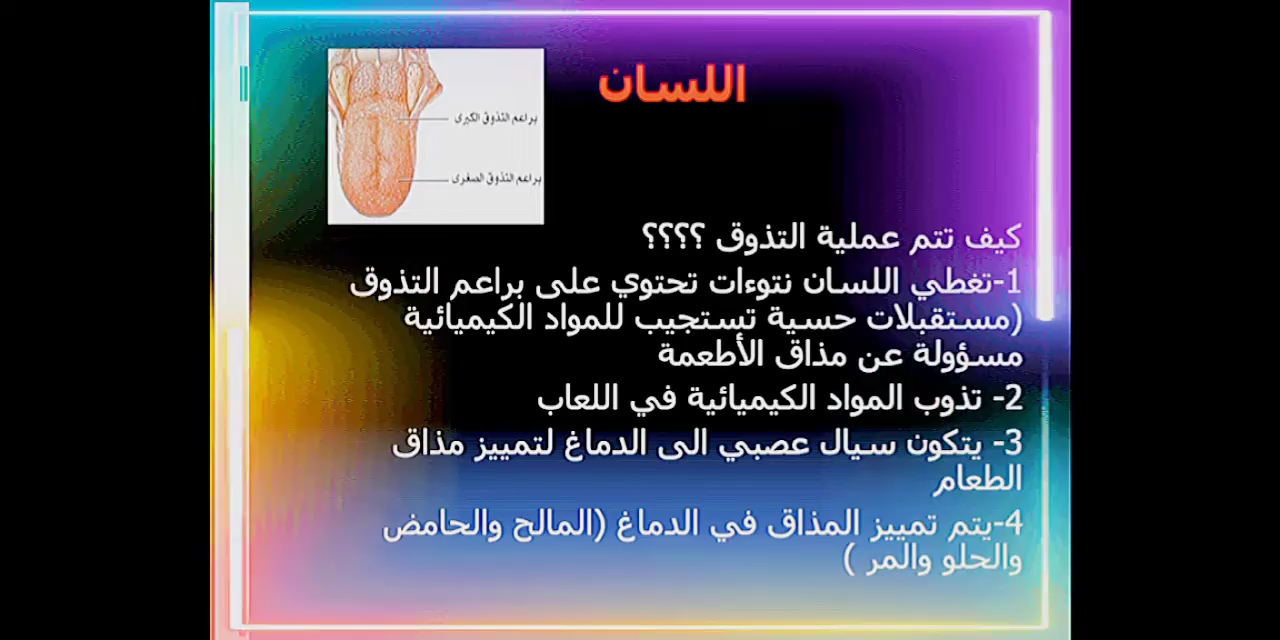 اللسان
براعم التذوق الكبرى
براعم التذوق الصغرى
كيف تتم عملية التذوق ؟؟؟؟
1-تغطي اللسان نتوءات تحتوي على براعم التذوق
(مستقبلات حسية تستجيب للمواد الكيميائية
مسؤولة عن مذاق الأطعمة
2- تذوب المواد الكيميائية في اللعاب
3- يتكون سيال عصبي الى الدماغ لتمييز مذاق
الطعام
4-يتم تمييز المذاق في الدماغ (المالح والحامض
والحلو والمر )